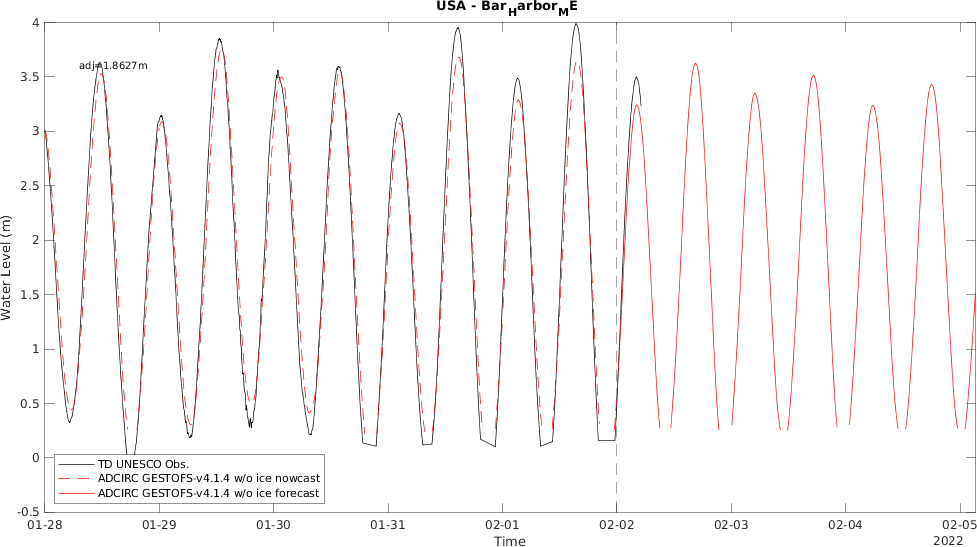 USA - Bar_Harbor_ME
adj=1.8627m
4
3.5
3
2.5
2
1.5
1
0.5
0
-0.5
Water Level (m)
TD UNESCO Obs.
ADCIRC GESTOFS-v4.1.4 w/o ice nowcast
ADCIRC GESTOFS-v4.1.4 w/o ice forecast
01-28 01-29 01-30 01-31 02-01 02-02 02-03 02-04 02-05
Time
2022